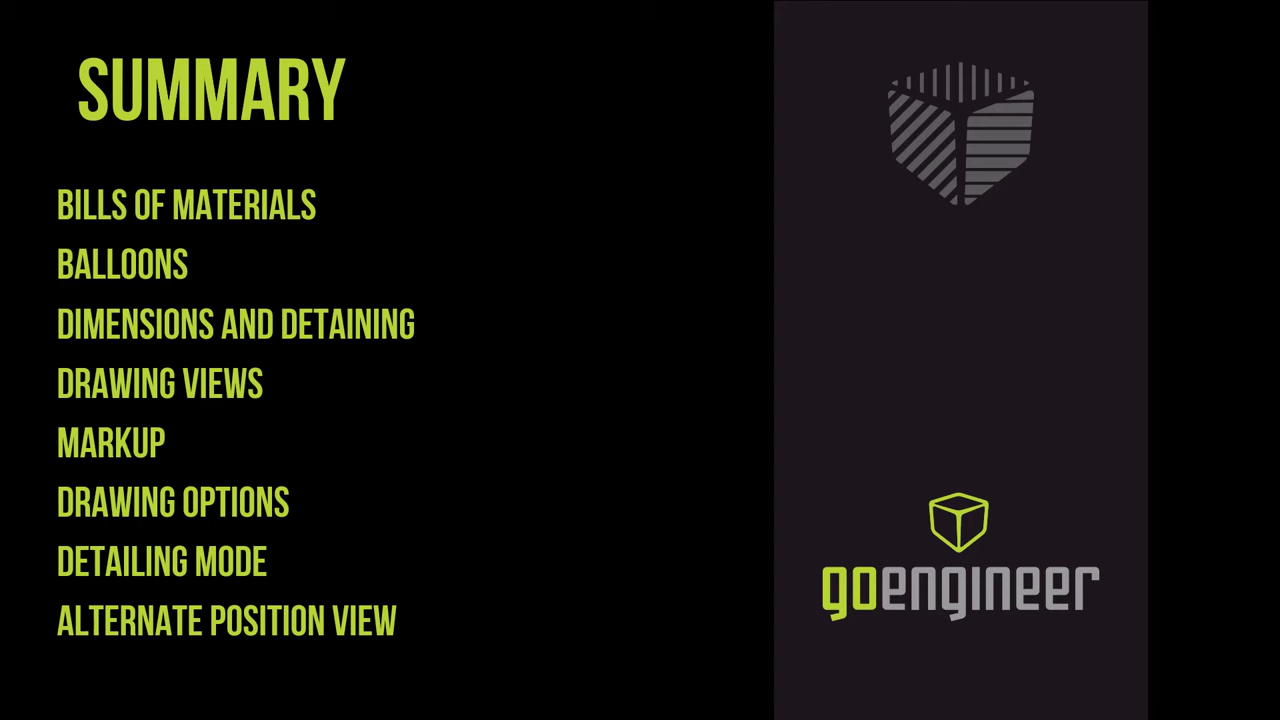 SUMMARY
BILLS OF MATERIALS
BALLOONS
DIMENSIONS AND DETAINING
DRAWING VIEWS
MARKUP
DRAWING OPTIONS
DETAILING MODE
ALTERNATE POSITION VIEW
goengineer